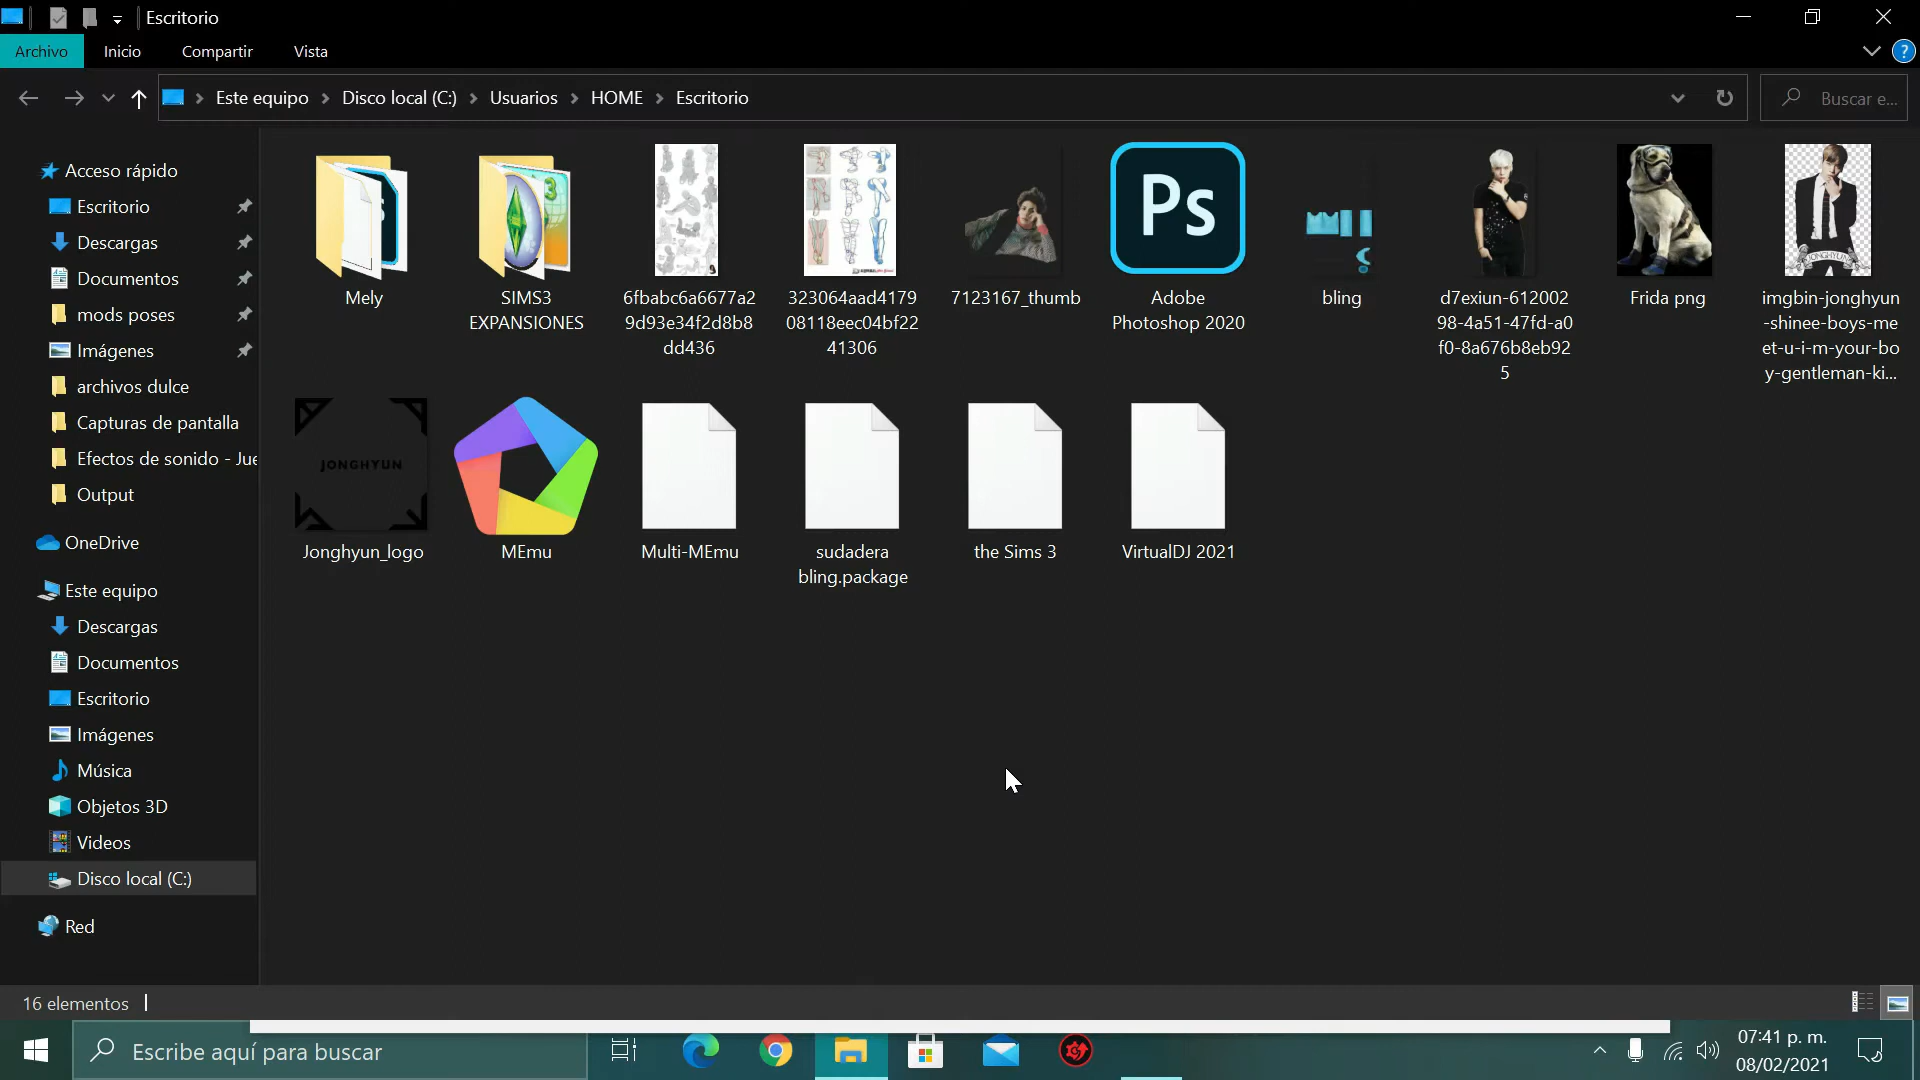 Escritorio
Archivo
Inicio
Compartir
Vista
Este equipo
Disco local (C:)
Usuarios
HOME
Escritorio
Buscar e...
Acceso rápido
Escritorio
Descargas
Documentos
mods poses
Imágenes
archivos dulce
Capturas de pantalla
Efectos de sonido - Jue
Output
OneDrive
Este equipo
Descargas
Documentos
Escritorio
Imágenes
Música
Objetos 3D
Videos
Disco local (C:)
Red
Mely
SIMS3
EXPANSIONES
6fbabc6a6677a2
9d93e34f2d8b8
dd436
323064aad4179
08118eec04bf22
41306
7123167_thumb
Ps
Adobe
Photoshop 2020
bling
d7exiun-612002
98-4a51-47fd-a0
f0-8a676b8eb92
5
Frida png
JONGHYUN
imgbin-jonghyun
-shinee-boys-me
et-u-i-m-your-bo
y-gentleman-ki...
JONGHYUN
Jonghyun_logo
MEmu
Multi-MEmu
sudadera
bling.package
the Sims 3
VirtualDJ 2021
16 elementos
Escribe aquí para buscar
07:41 p. m.
08/02/2021